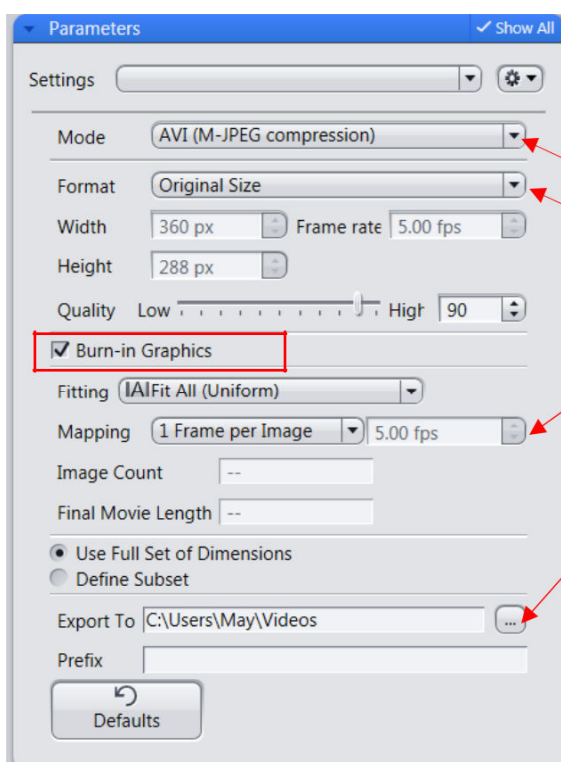 Parameters ✓ Show All
Settings
Mode AVI (M-JPEG compression)
Format Original Size
Width 360 px Frame rate 5.00 fps
Height 288 px
Quality Low High 90
Burn-in Graphics
Fitting Fit All (Uniform)
Mapping 1 Frame per Image 5.00 fps
Image Count --
Final Movie Length --
Use Full Set of Dimensions
Define Subset
Export To C:\Users\May\Videos ...
Prefix
Defaults